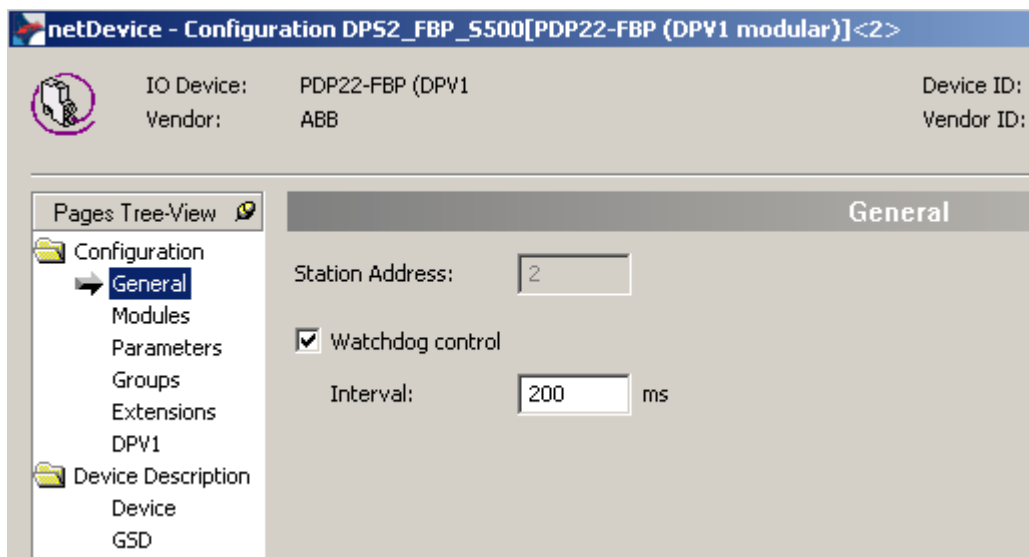 netDevice - Configuration DPS2_FBP_S500[PDP22-FBP (DPV1 modular)]<2>
IO Device: PDP22-FBP (DPV1 Device ID:
Vendor: ABB Vendor ID:
Pages Tree-View
General
Configuration
General
Modules
Parameters
Groups
Extensions
DPV1
Device Description
Device
GSD
Station Address: 2
Watchdog control
Interval: 200 ms